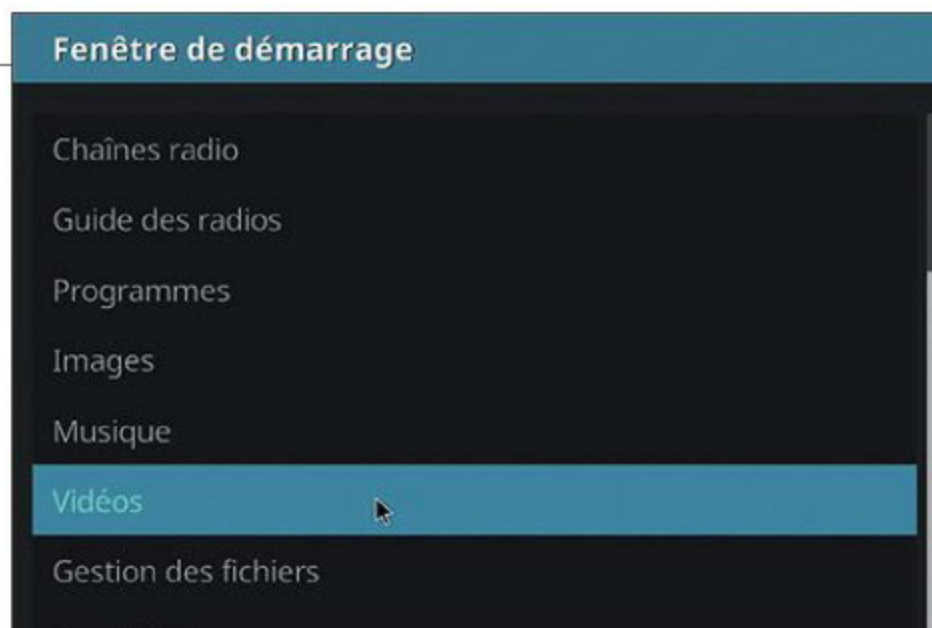 Fenêtre de démarrage
Chaînes radio
Guide des radios
Programmes
Images
Musique
Vidéos
Gestion des fichiers